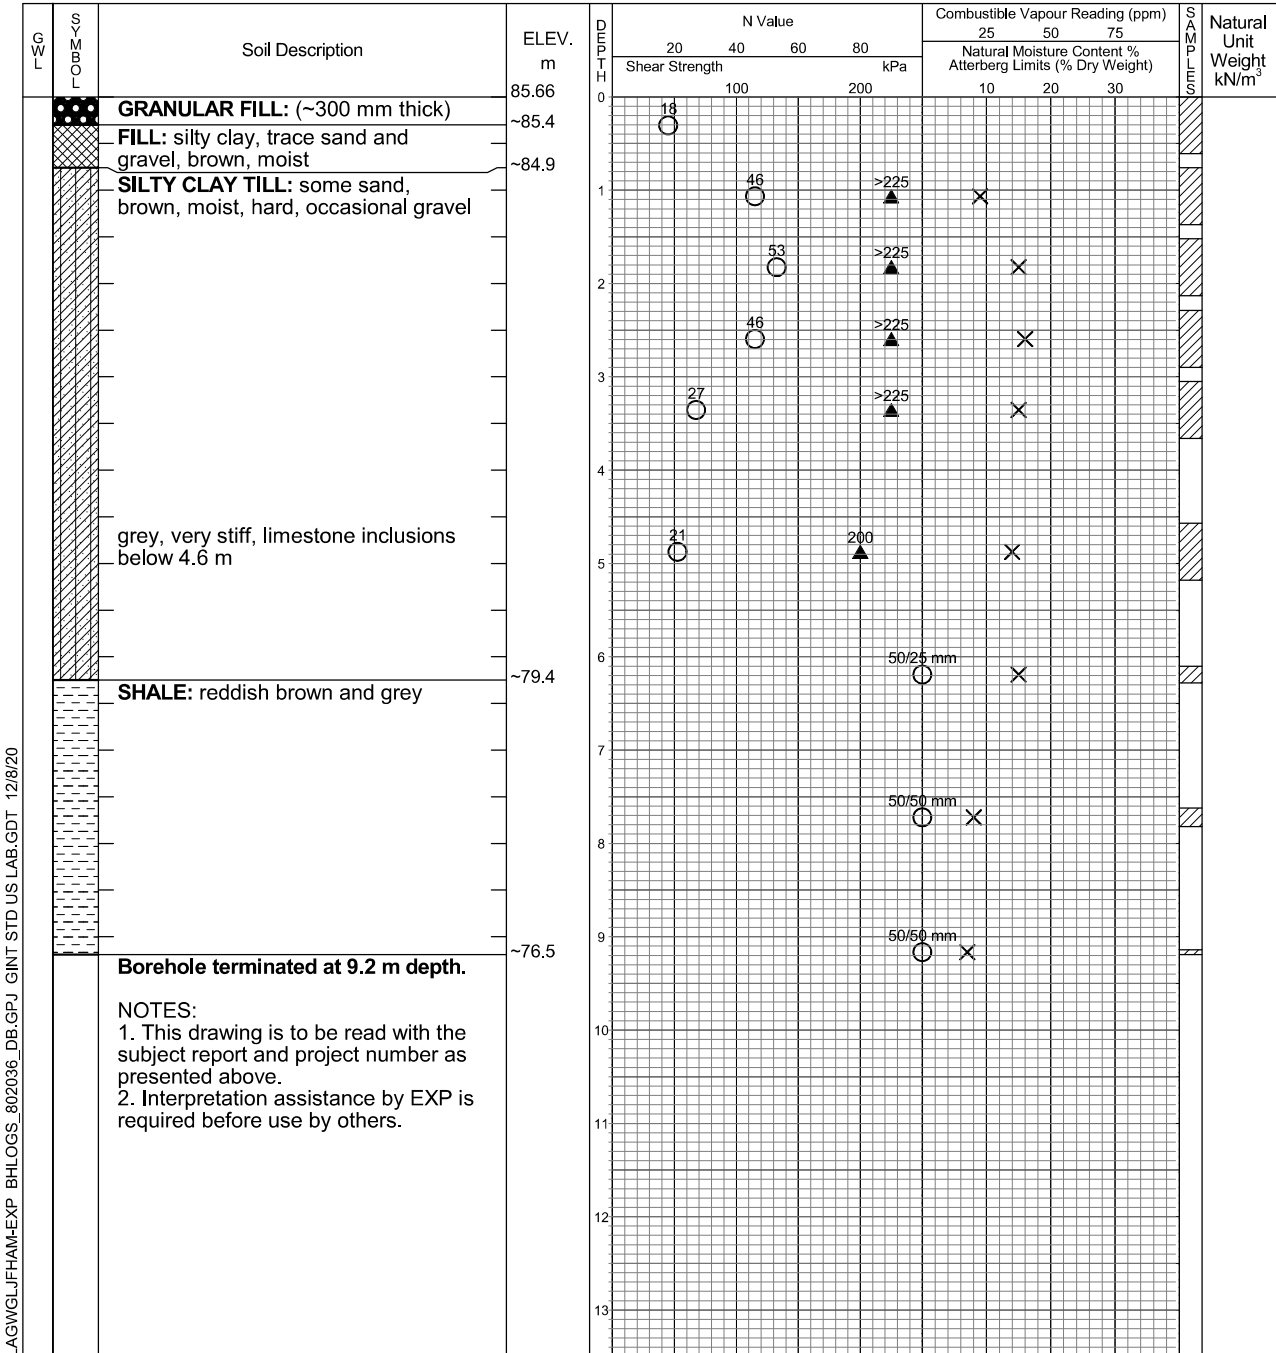 GWL
SYMBOL
Soil Description
ELEV.
m
DEPTH
N Value
20 40 60 80
Shear Strength kPa
100 200
Combustible Vapour Reading (ppm)
25 50 75
Natural Moisture Content %
Atterberg Limits (% Dry Weight)
10 20 30
SAMPLES
Natural
Unit
Weight
kN/m³
85.66
0
GRANULAR FILL: (~300 mm thick)
~85.4
18
FILL: silty clay, trace sand and
gravel, brown, moist
~84.9
SILTY CLAY TILL: some sand,
brown, moist, hard, occasional gravel
1
46
>225
53
>225
2
46
>225
3
27
>225
4
grey, very stiff, limestone inclusions
below 4.6 m
21
200
5
6
50/25 mm
~79.4
SHALE: reddish brown and grey
7
50/50 mm
8
9
50/50 mm
~76.5
Borehole terminated at 9.2 m depth.
NOTES:
1. This drawing is to be read with the
subject report and project number as
presented above.
2. Interpretation assistance by EXP is
required before use by others.
10
11
12
13
AGWGLJFHAM-EXP BHLOGS_802036_DB.GPJ GINT STD US LAB.GDT 12/8/20